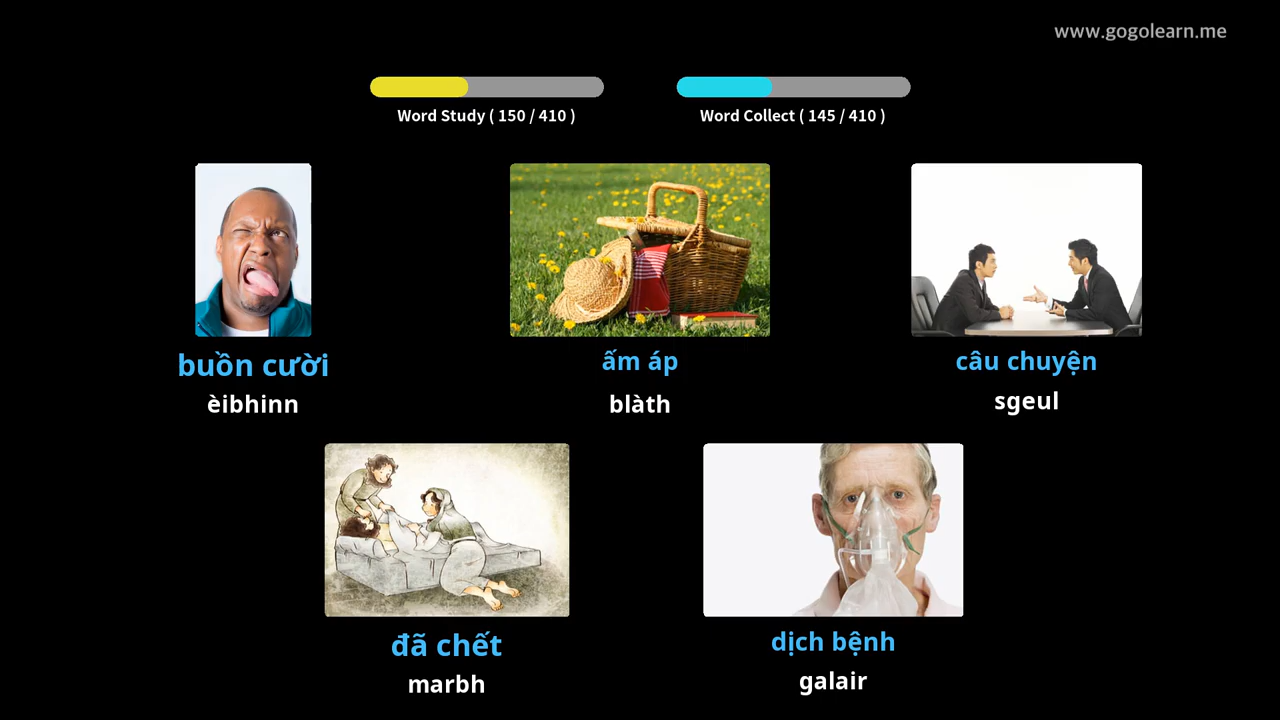 www.gogolearn.me
Word Study ( 150 / 410 )
Word Collect ( 145 / 410 )
buồn cười
èibhinn
ấm áp
blàth
câu chuyện
sgeul
đã chết
marbh
dịch bệnh
galair